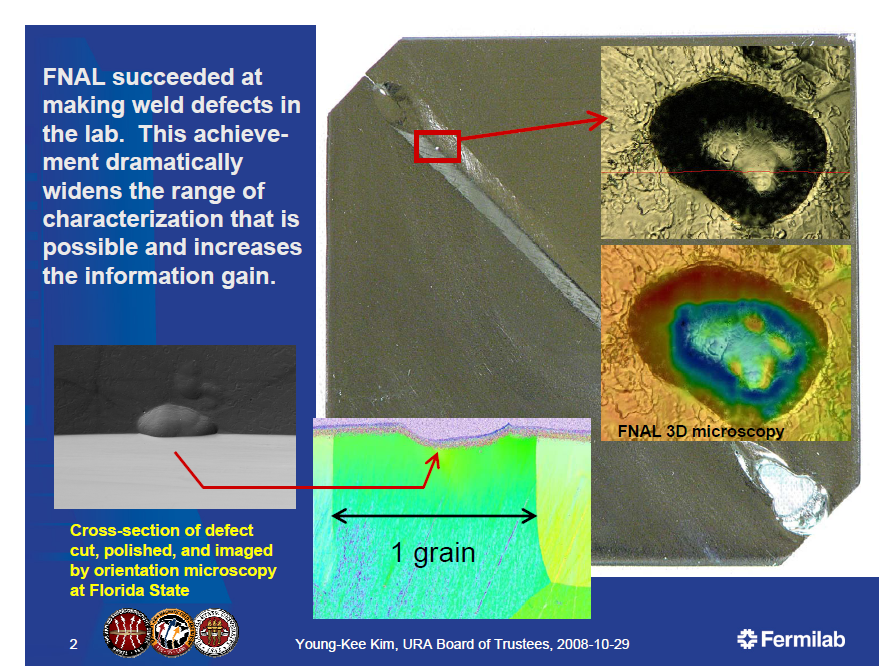 FNAL succeeded at
making weld defects in
the lab.  This achieve-
ment dramatically
widens the range of
characterization that is
possible and increases
the information gain.
FNAL 3D microscopy
1 grain
Cross-section of defect
cut, polished, and imaged
by orientation microscopy
at Florida State
2
Young-Kee Kim, URA Board of Trustees, 2008-10-29
Fermilab